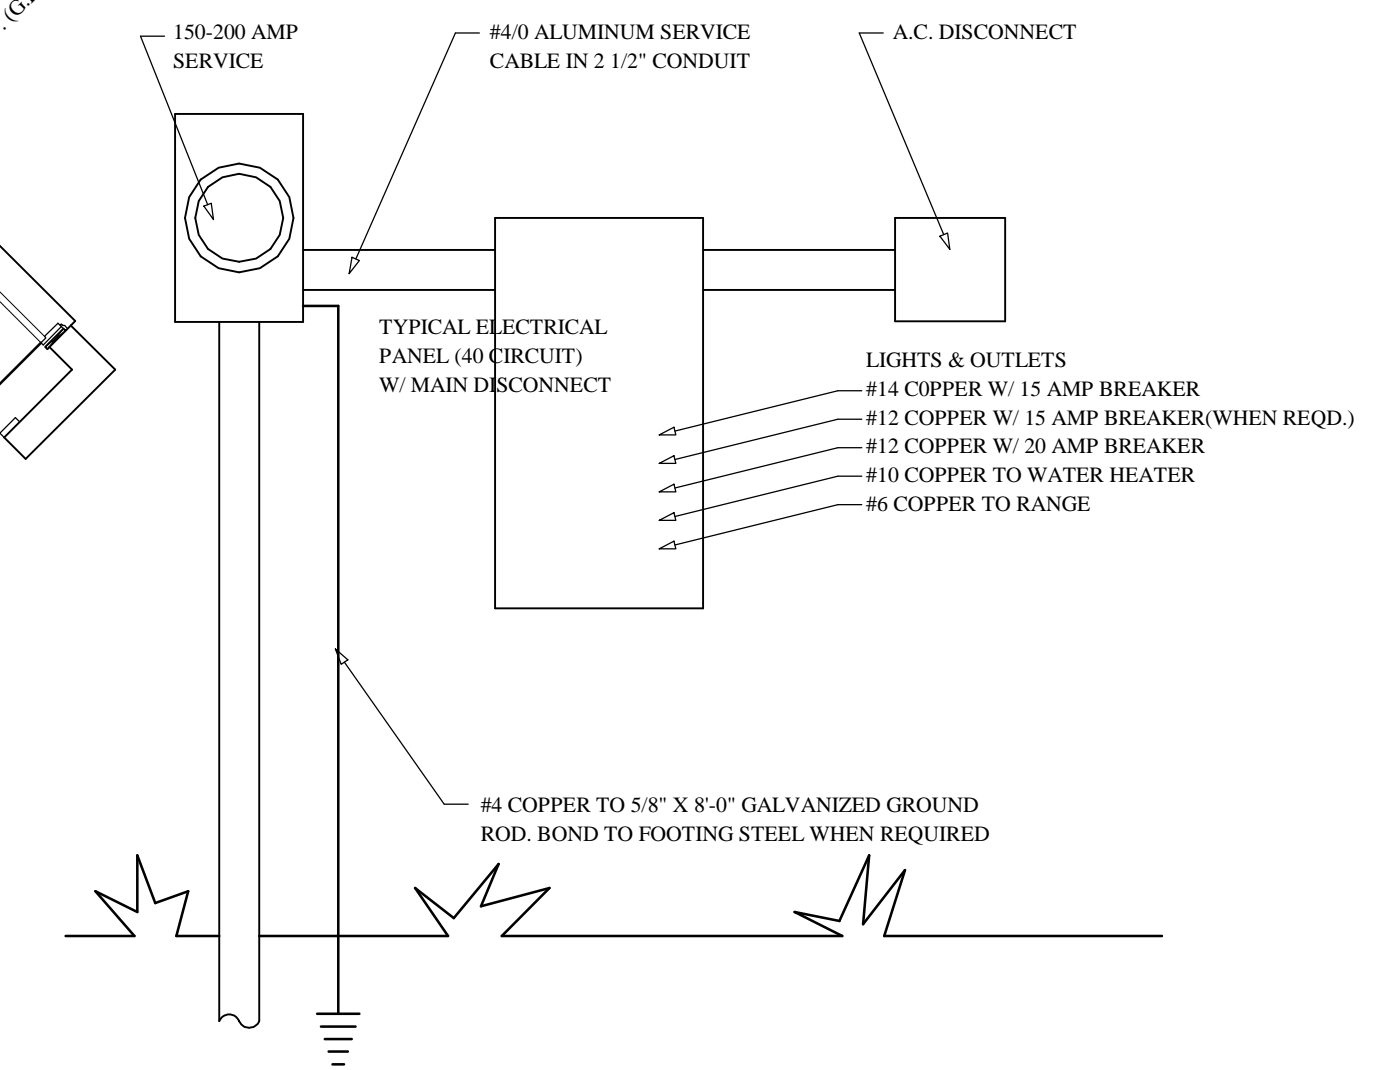 (G.
150-200 AMP
SERVICE
#4/0 ALUMINUM SERVICE
CABLE IN 2 1/2" CONDUIT
A.C. DISCONNECT
TYPICAL ELECTRICAL
PANEL (40 CIRCUIT)
W/ MAIN DISCONNECT
LIGHTS & OUTLETS
#14 C0PPER W/ 15 AMP BREAKER
#12 COPPER W/ 15 AMP BREAKER(WHEN REQD.)
#12 COPPER W/ 20 AMP BREAKER
#10 COPPER TO WATER HEATER
#6 COPPER TO RANGE
#4 COPPER TO 5/8" X 8'-0" GALVANIZED GROUND
ROD. BOND TO FOOTING STEEL WHEN REQUIRED